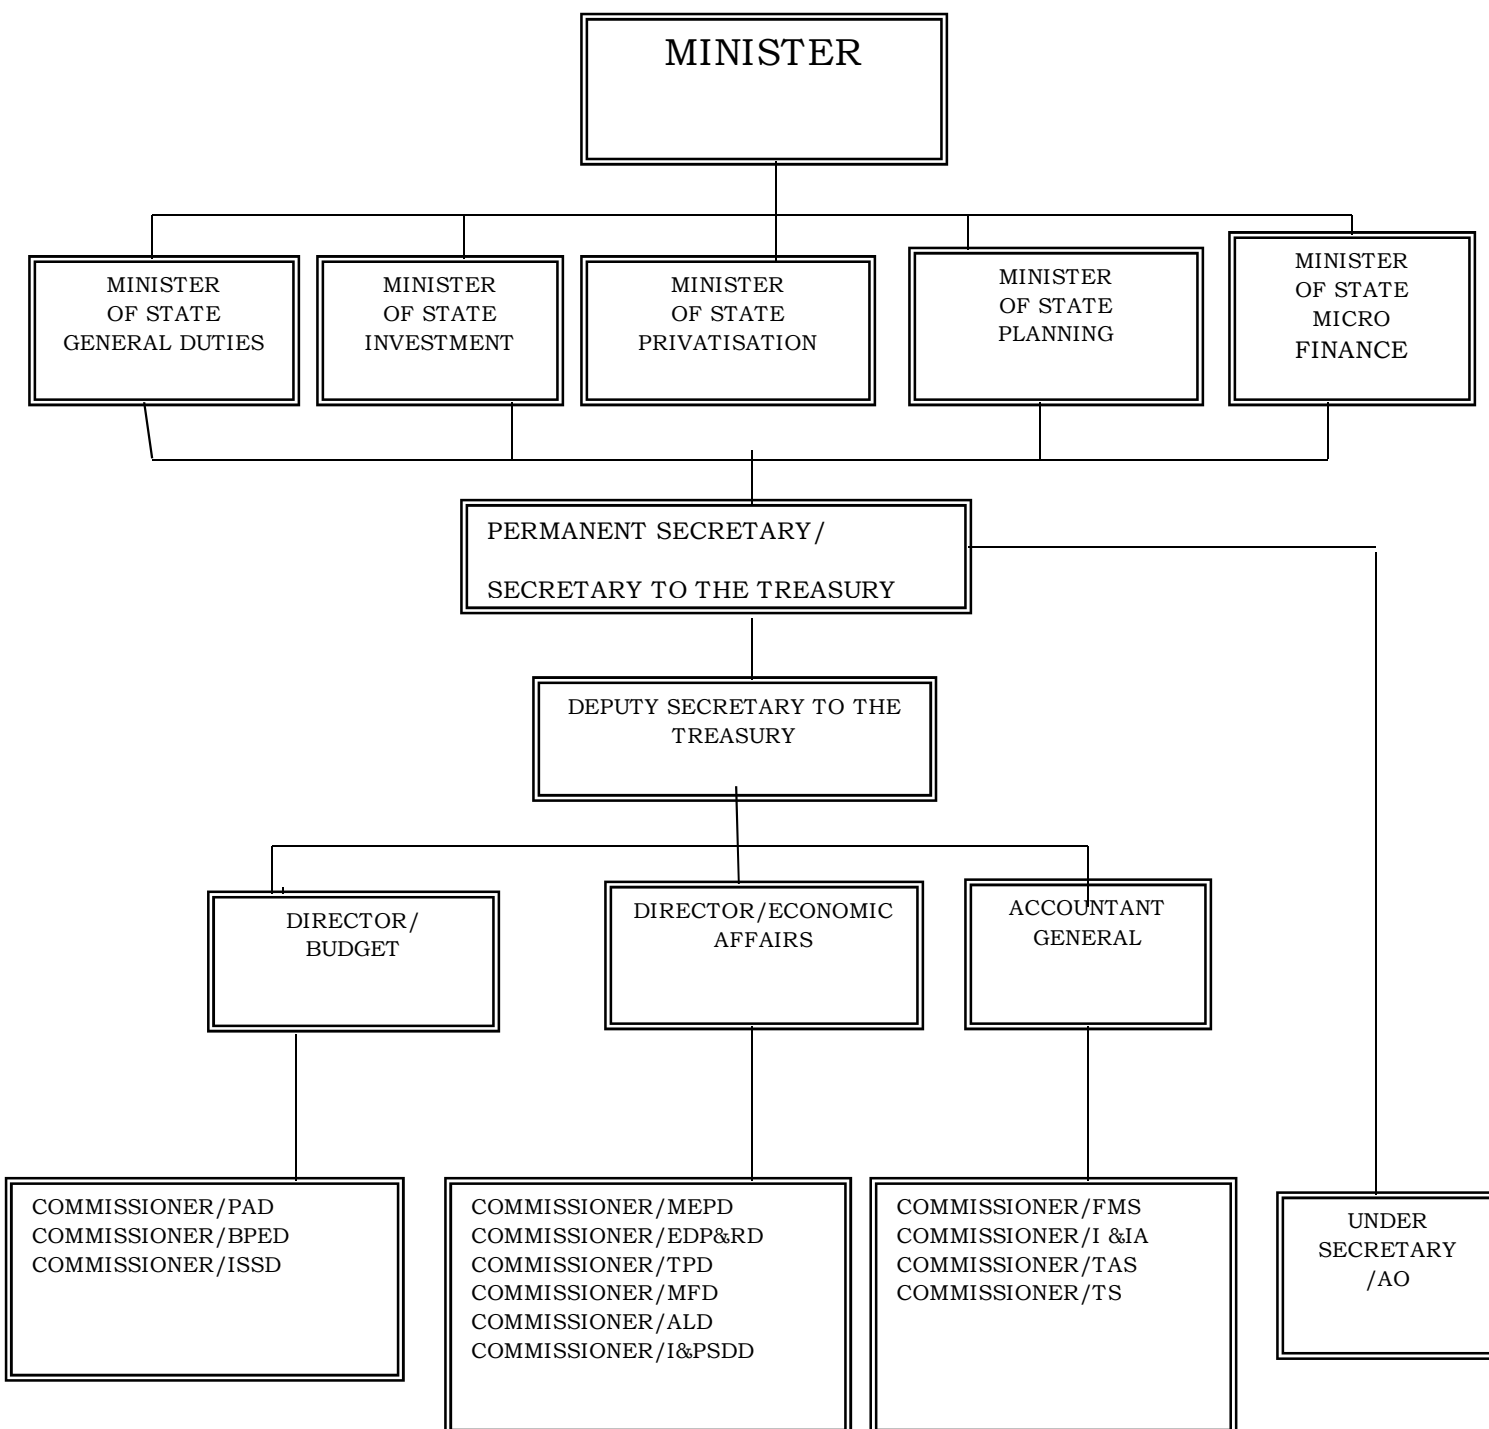 MINISTER
MINISTER
OF STATE
GENERAL DUTIES
MINISTER
OF STATE
INVESTMENT
MINISTER
OF STATE
PRIVATISATION
MINISTER
OF STATE
PLANNING
MINISTER
OF STATE
MICRO
FINANCE
PERMANENT SECRETARY/
SECRETARY TO THE TREASURY
DEPUTY SECRETARY TO THE
TREASURY
DIRECTOR/
BUDGET
DIRECTOR/ECONOMIC
AFFAIRS
ACCOUNTANT
GENERAL
COMMISSIONER/PAD
COMMISSIONER/BPED
COMMISSIONER/ISSD
COMMISSIONER/MEPD
COMMISSIONER/EDP&RD
COMMISSIONER/TPD
COMMISSIONER/MFD
COMMISSIONER/ALD
COMMISSIONER/I&PSDD
COMMISSIONER/FMS
COMMISSIONER/I &IA
COMMISSIONER/TAS
COMMISSIONER/TS
UNDER
SECRETARY
/AO